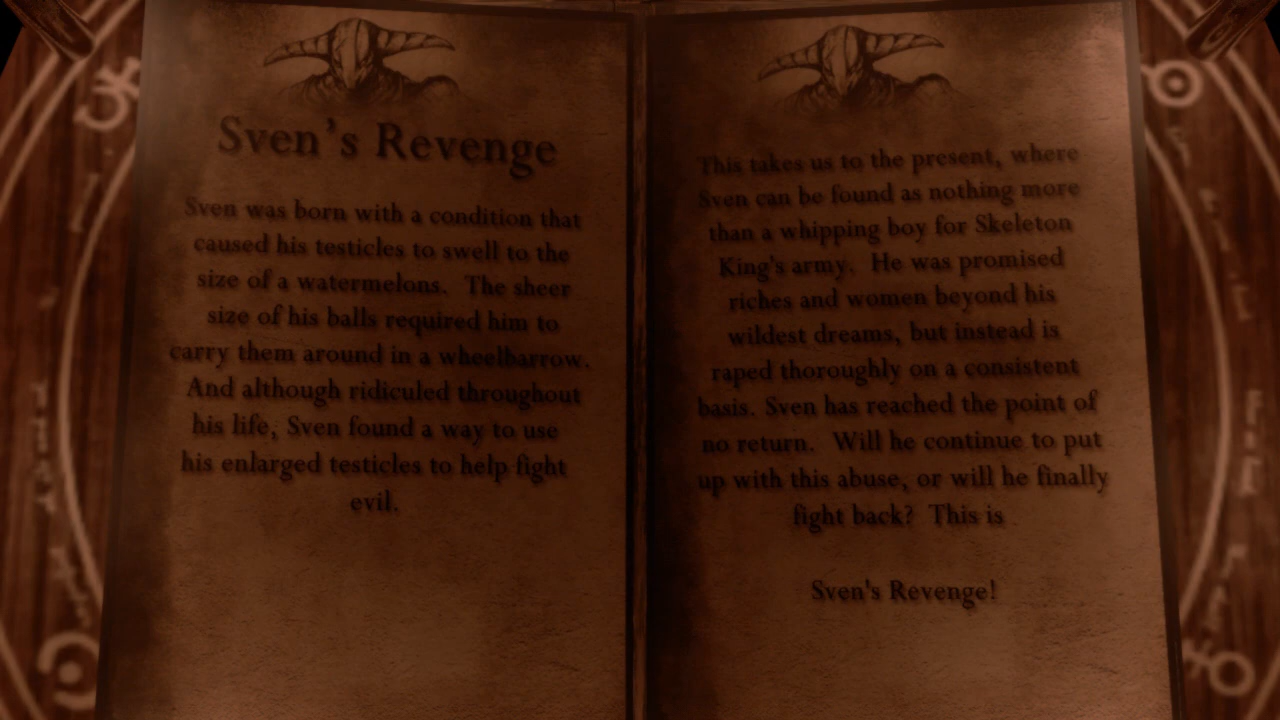 Sven's Revenge
Sven was born with a condition that
caused his testicles to swell to the
size of a watermelons. The sheer
size of his balls required him to
carry them around in a wheelbarrow.
And although ridiculed throughout
his life, Sven found a way to use
his enlarged testicles to help fight
evil.
This takes us to the present, where
Sven can be found as nothing more
than a whipping boy for Skeleton
King's army. He was promised
riches and women beyond his
wildest dreams, but instead is
raped thoroughly on a consistent
basis. Sven has reached the point of
no return. Will he continue to put
up with this abuse, or will he finally
fight back? This is
Sven's Revenge!